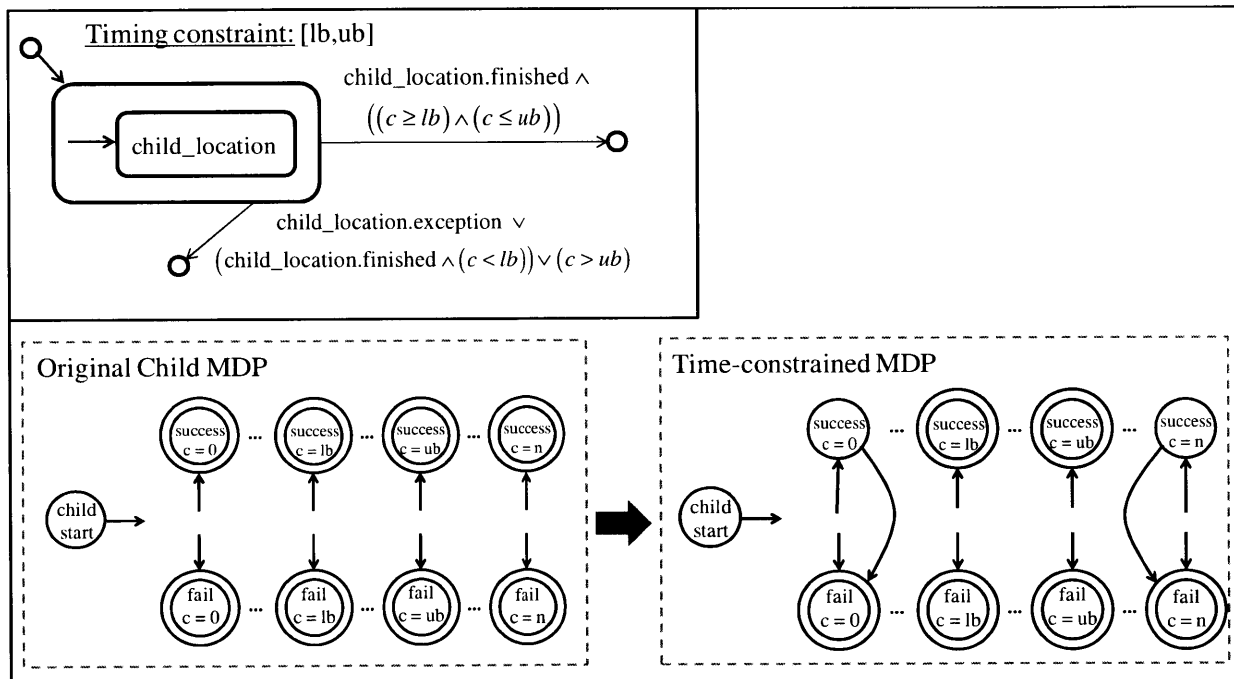 Timing constraint: [lb,ub]
child_location.finished ∧
((c ≥ lb) ∧ (c ≤ ub))
child_location
child_location.exception ∨
(child_location.finished ∧ (c < lb)) ∨ (c > ub)
Original Child MDP
success
c = 0
...
success
c = lb
...
success
c = ub
...
success
c = n
child
start
fail
c = 0
...
fail
c = lb
...
fail
c = ub
...
fail
c = n
Time-constrained MDP
success
c = 0
...
success
c = lb
...
success
c = ub
...
success
c = n
child
start
fail
c = 0
...
fail
c = lb
...
fail
c = ub
...
fail
c = n